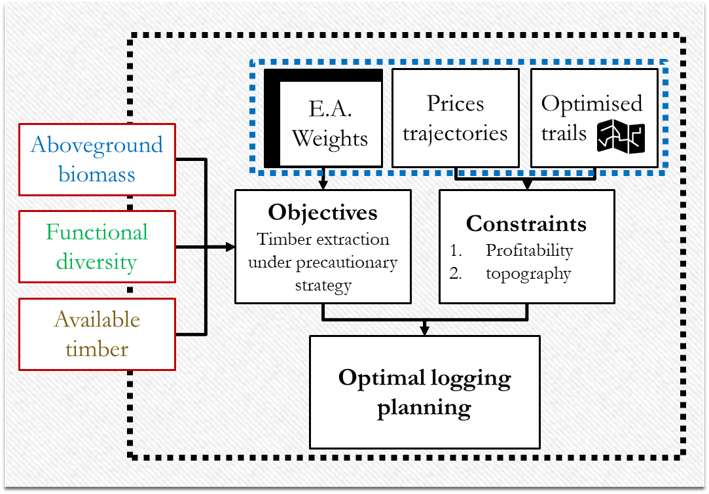 E.A.
Weights
Prices
trajectories
Optimised
trails
Aboveground
biomass
Functional
diversity
Available
timber
Objectives
Timber extraction
under precautionary
strategy
Constraints
1. Profitability
2. topography
Optimal logging
planning